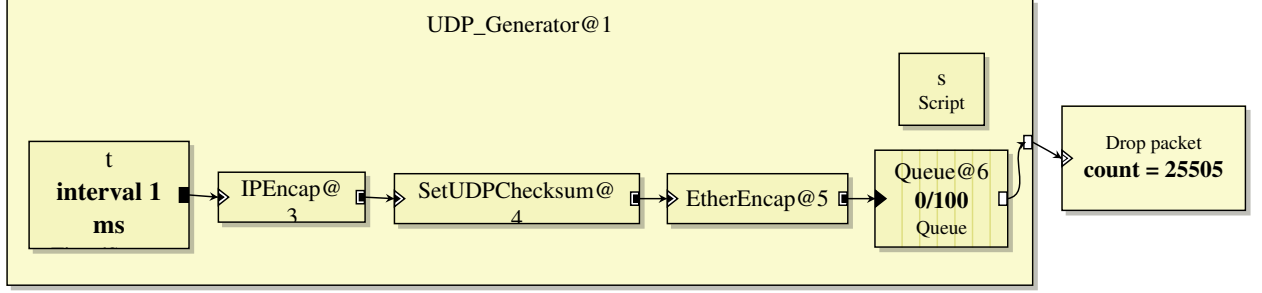 UDP_Generator@1
s
Script
t
interval 1
ms
IPEncap@
3
SetUDPChecksum@
4
EtherEncap@5
Queue@6
0/100
Queue
Drop packet
count = 25505